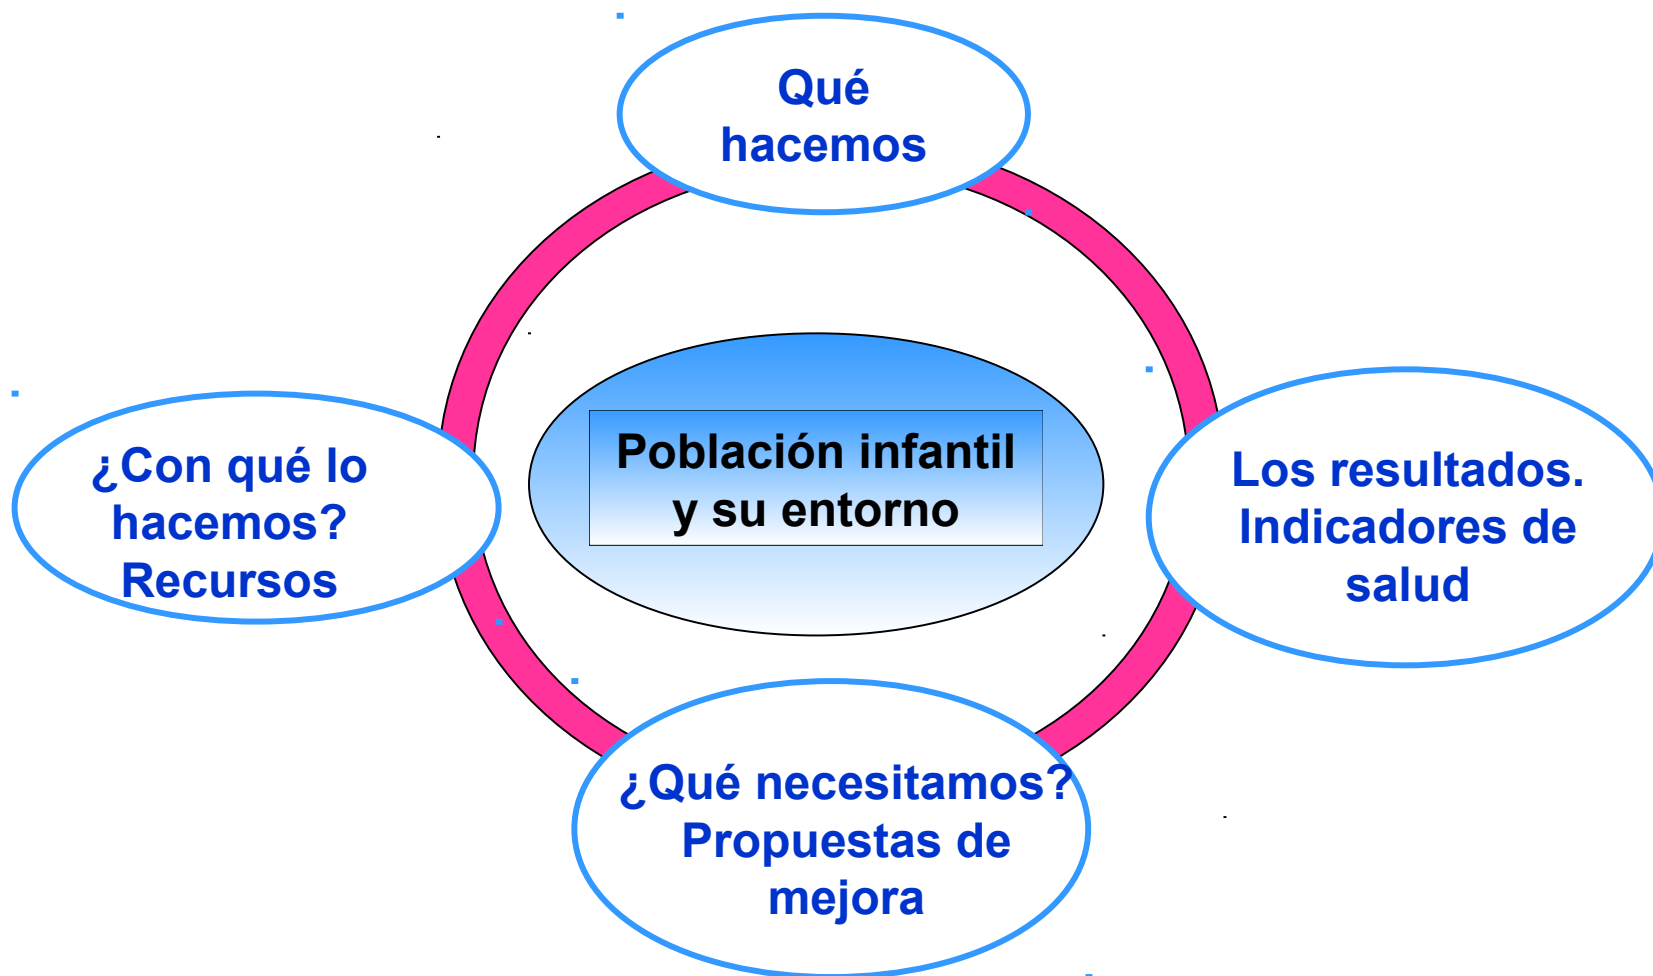 Qué
hacemos
¿Con qué lo
hacemos?
Recursos
Población infantil
y su entorno
Los resultados.
Indicadores de
salud
¿Qué necesitamos?
Propuestas de
mejora